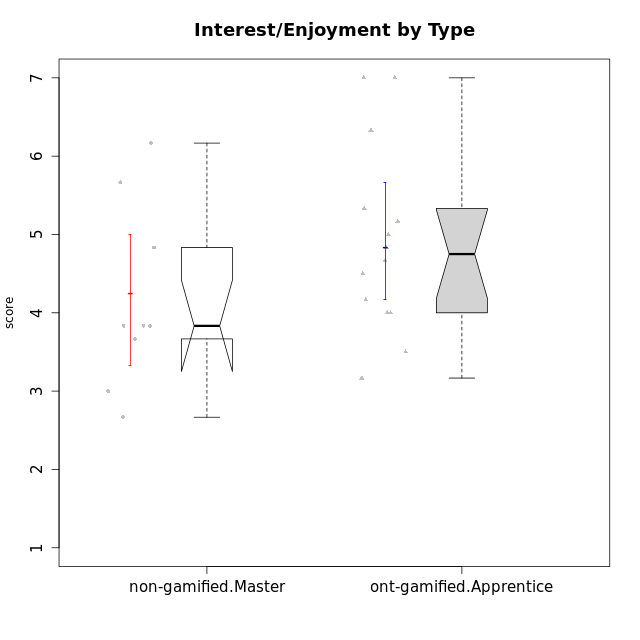 Interest/Enjoyment by Type
7
6
5
4
3
2
1
score
non-gamified.Master
ont-gamified.Apprentice